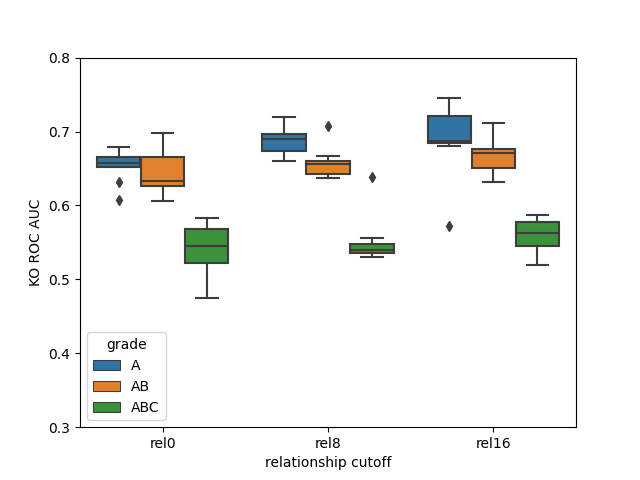 0.8
0.7
0.6
0.5
0.4
0.3
KO ROC AUC
grade
A
AB
ABC
rel0
rel8
rel16
relationship cutoff